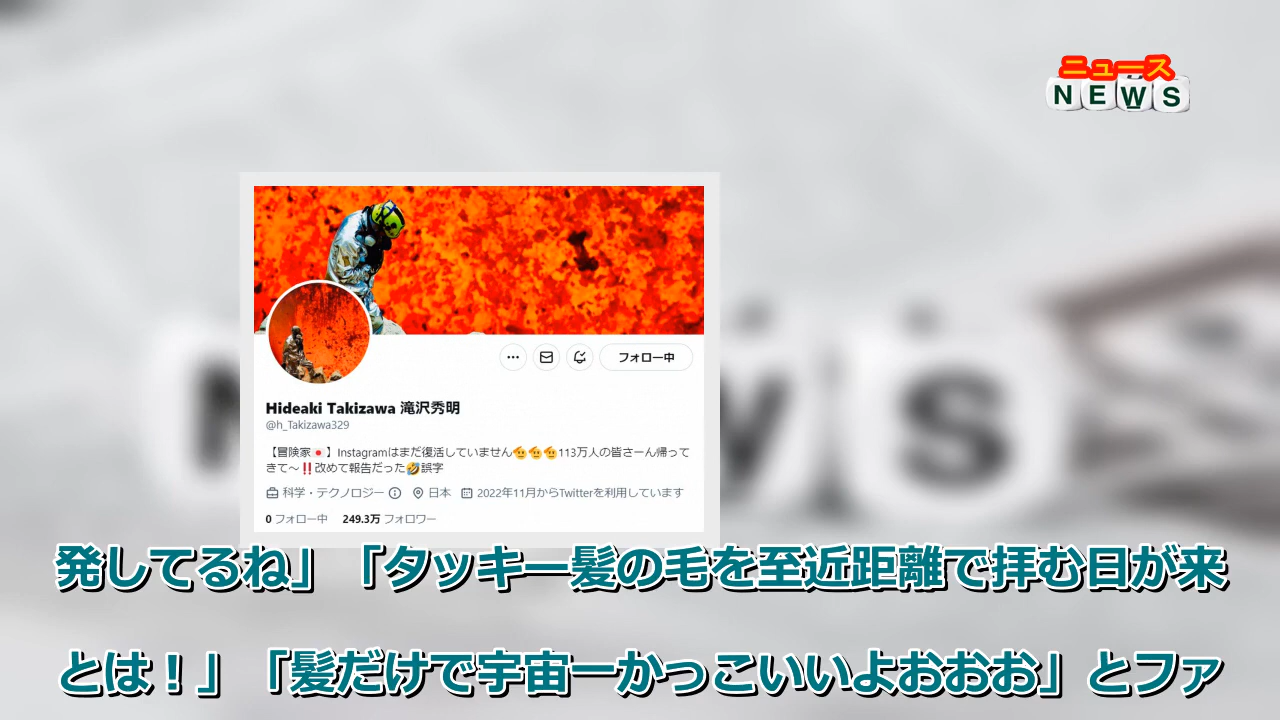 ニュース
NEWS
フォロー中
Hideaki Takizawa 滝沢秀明
@h_Takizawa329
【冒険家🇯🇵】Instagramはまだ復活していません🫡🫡🫡113万人の皆さーん帰って
きて〜‼️改めて報告だった🤣誤字
科学・テクノロジー 日本 2022年11月からTwitterを利用しています
0 フォロー中 249.3万 フォロワー
発してるね」「タッキー髪の毛を至近距離で拝む日が来
とは！」「髪だけで宇宙一かっこいいよおおお」とファ